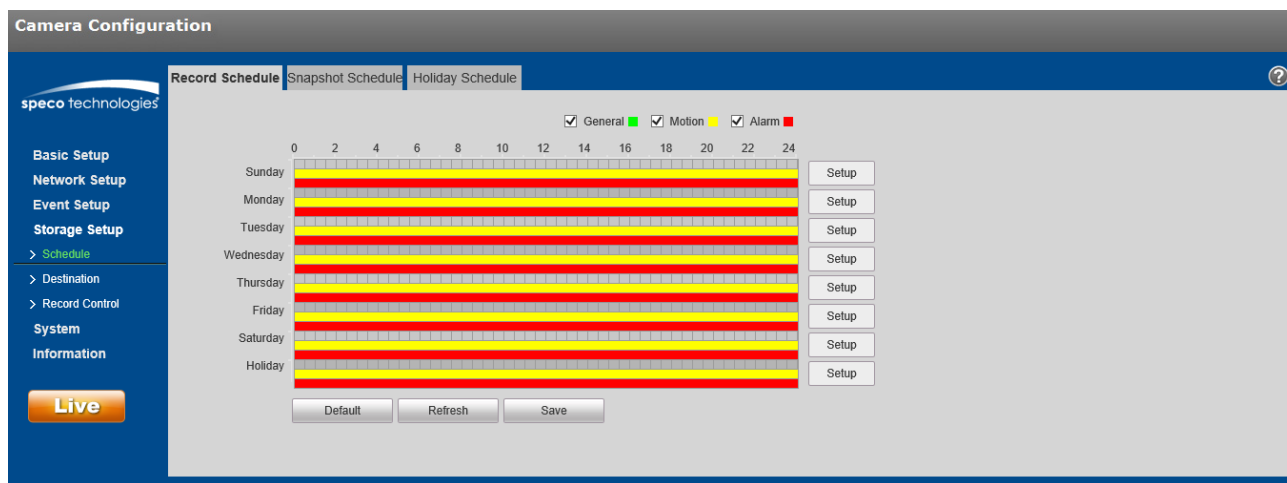 Camera Configuration
speco technologies
Record Schedule Snapshot Schedule Holiday Schedule
?
General Motion Alarm
0 2 4 6 8 10 12 14 16 18 20 22 24
Sunday Setup
Monday Setup
Tuesday Setup
Wednesday Setup
Thursday Setup
Friday Setup
Saturday Setup
Holiday Setup
Default Refresh Save
Basic Setup
Network Setup
Event Setup
Storage Setup
> Schedule
> Destination
> Record Control
System
Information
Live